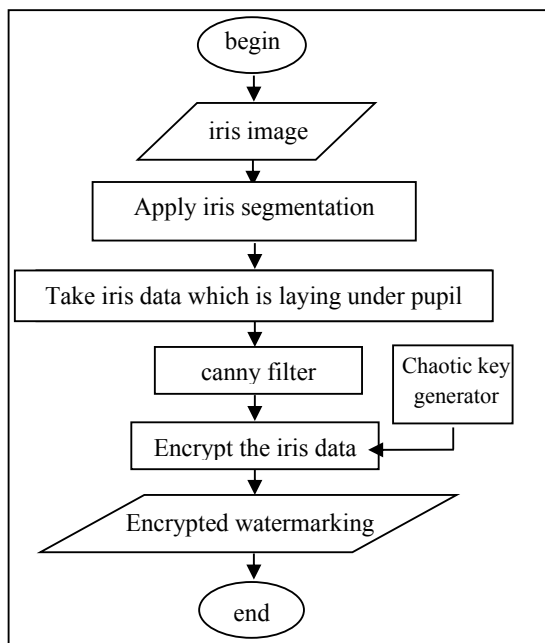 begin
iris image
Apply iris segmentation
Take iris data which is laying under pupil
canny filter
Chaotic key
generator
Encrypt the iris data
Encrypted watermarking
end